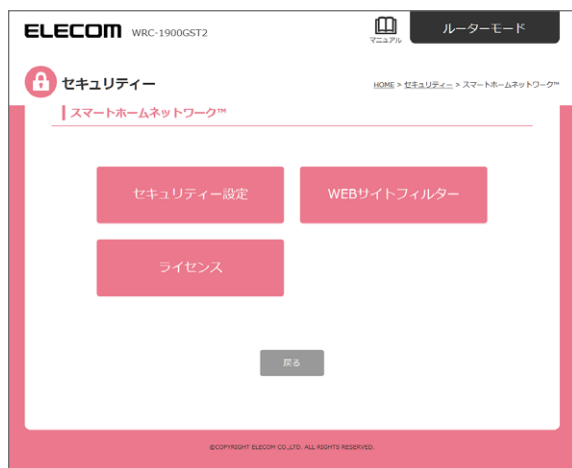 ELECOM WRC-1900GST2
マニュアル
ルーターモード
セキュリティー
HOME > セキュリティー > スマートホームネットワーク™
スマートホームネットワーク™
セキュリティー設定
WEBサイトフィルター
ライセンス
戻る
©COPYRIGHT ELECOM CO.,LTD. ALL RIGHTS RESERVED.